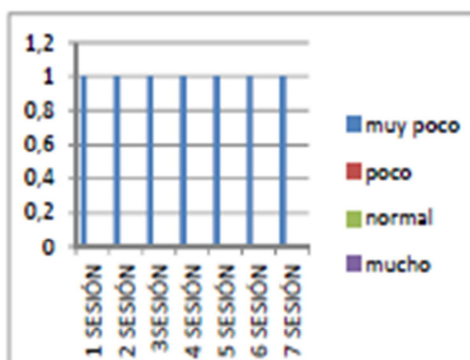 1,2
1
0,8
0,6
0,4
0,2
0
1 SESIÓN
2 SESIÓN
3SESIÓN
4 SESIÓN
5 SESIÓN
6 SESIÓN
7 SESIÓN
muy poco
poco
normal
mucho